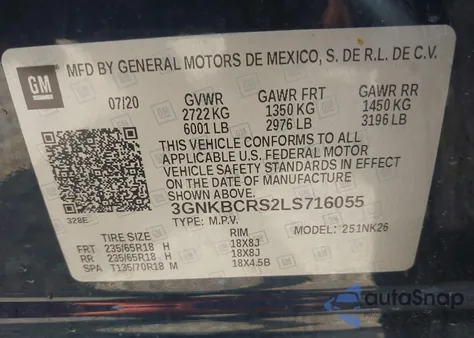 GM
MFD BY GENERAL MOTORS DE MEXICO, S. DE R.L. DE C.V.
07/20 GVWR GAWR FRT GAWR RR
2722 KG 1350 KG 1450 KG
6001 LB 2976 LB 3196 LB
THIS VEHICLE CONFORMS TO ALL
APPLICABLE U.S. FEDERAL MOTOR
VEHICLE SAFETY STANDARDS IN
EFFECT ON THE DATE OF MANUFACTURE
SHOWN ABOVE.
3GNKBCRS2LS716055
328E
TYPE: M.P.V. MODEL: 251NK26
TIRE SIZE RIM
FRT 235/65R18 H 18X8J
RR 235/65R18 H 18X8J
SPA T135/70R18 M 18X4.5B
autoSnap